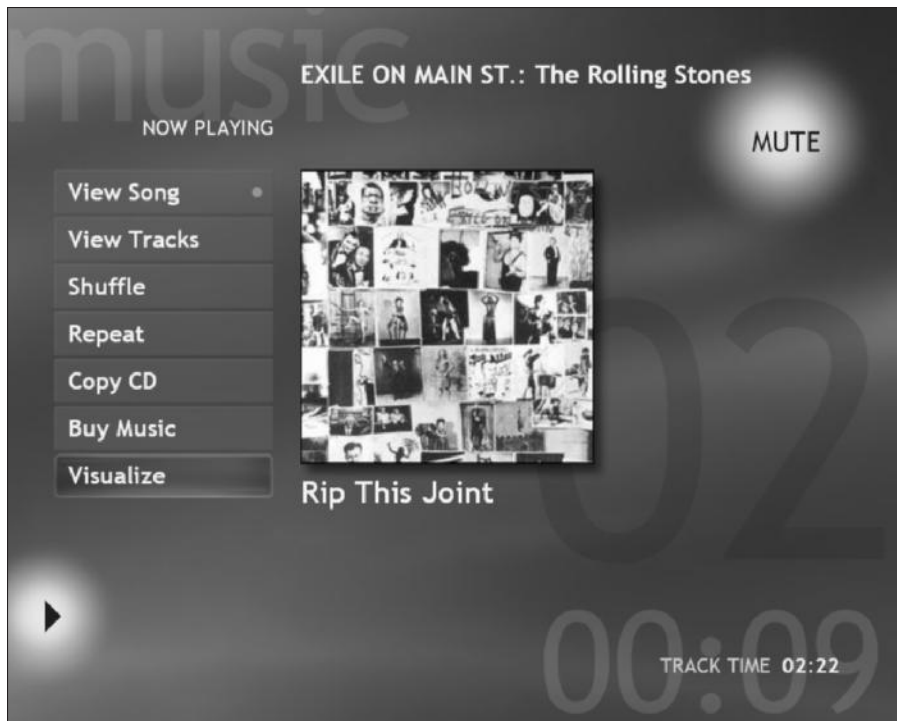 music
EXILE ON MAIN ST.: The Rolling Stones
NOW PLAYING
MUTE
View Song
View Tracks
Shuffle
Repeat
Copy CD
Buy Music
Visualize
Rip This Joint
02
00:09
TRACK TIME 02:22